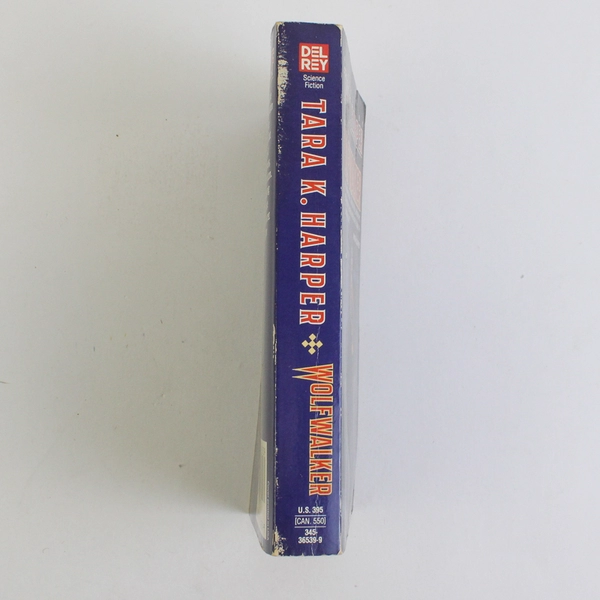 DEL
REY
Science
Fiction
TARA K. HARPER
WOLFWALKER
U.S. 395
[CAN. 550]
345-
36539-9